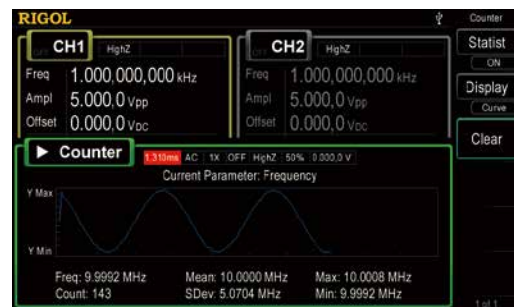 RIGOL
Counter
OFF CH1 HighZ
Freq 1.000,000,000 kHz
Ampl 5.000,0 Vpp
Offset 0.000,0 VDC
CH2 HighZ
Freq 1.000,000,000 kHz
Ampl 5.000,0 Vpp
Offset 0.000,0 VDC
Statist
ON
Display
Curve
Clear
Counter 1.310ms AC 1X OFF HighZ 50% 0.000,0 V
Current Parameter: Frequency
Y Max
Y Min
Freq: 9.9992 MHz Mean: 10.0000 MHz Max: 10.0008 MHz
Count: 143 SDev: 5.0704 MHz Min: 9.9992 MHz
1 of 1